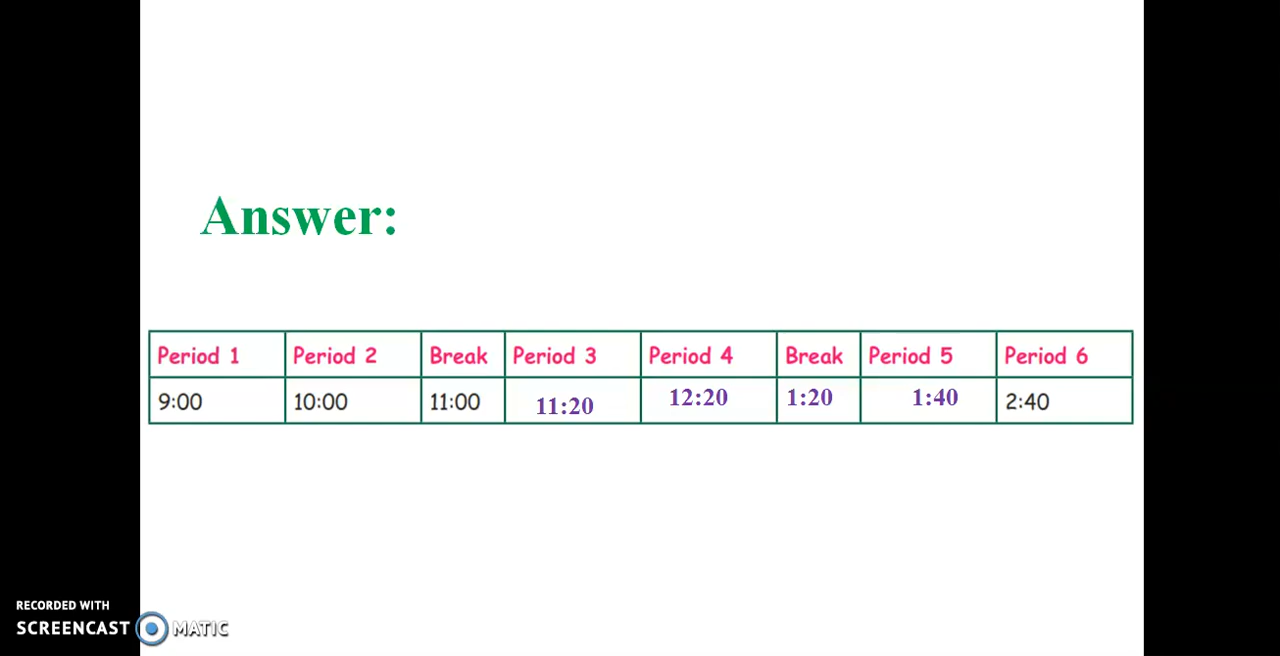 Answer:
Period 1 Period 2 Break Period 3 Period 4 Break Period 5 Period 6
9:00 10:00 11:00 11:20 12:20 1:20 1:40 2:40
RECORDED WITH
SCREENCAST MATIC